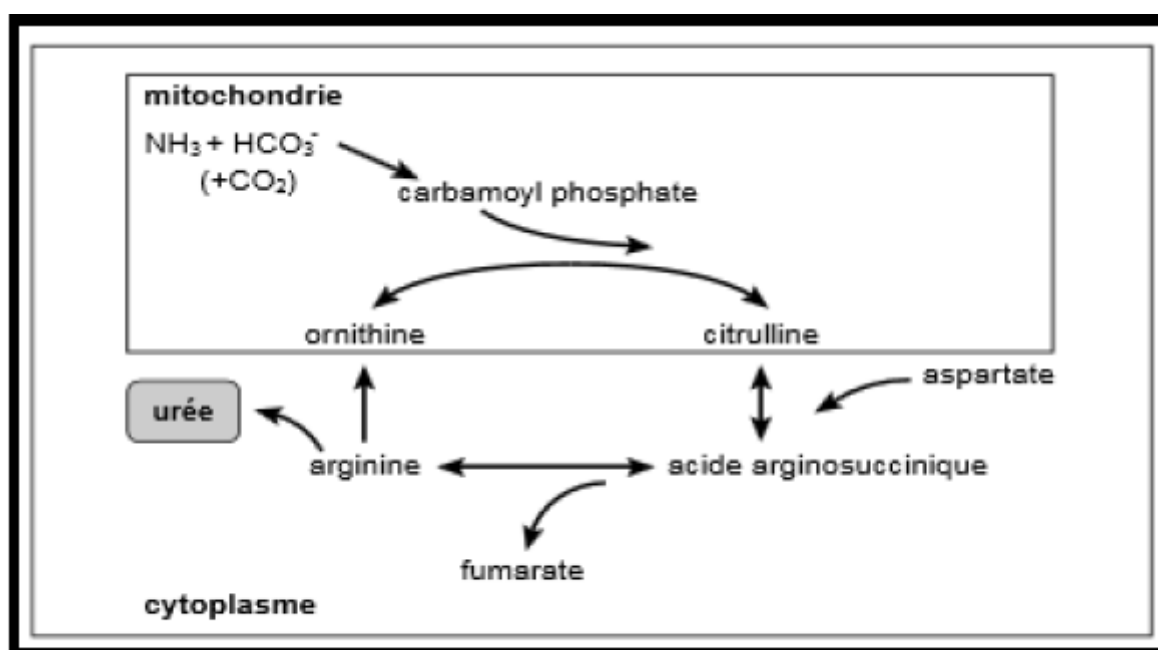 mitochondrie
NH₃ + HCO₃⁻
(+CO₂)
carbamoyl phosphate
ornithine citrulline
aspartate
urée
arginine acide arginosuccinique
fumarate
cytoplasme